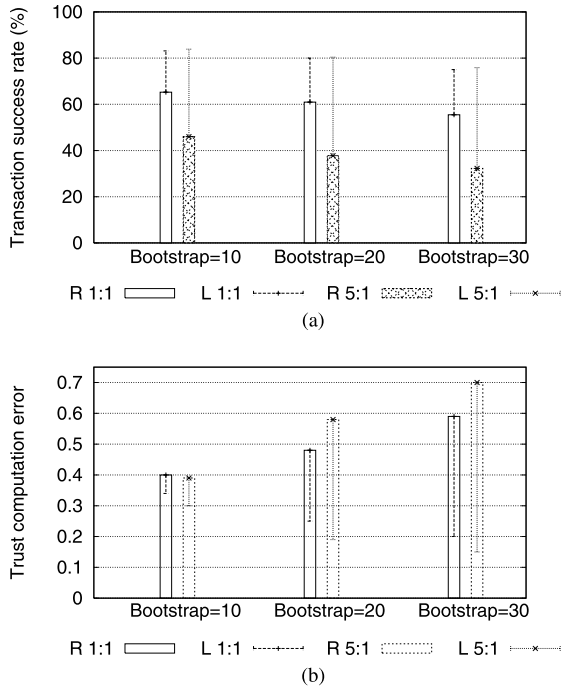 Transaction success rate (%)
100
80
60
40
20
0
Bootstrap=10 Bootstrap=20 Bootstrap=30
R 1:1 L 1:1 R 5:1 L 5:1
(a)
Trust computation error
0.7
0.6
0.5
0.4
0.3
0.2
0.1
0
Bootstrap=10 Bootstrap=20 Bootstrap=30
R 1:1 L 1:1 R 5:1 L 5:1
(b)